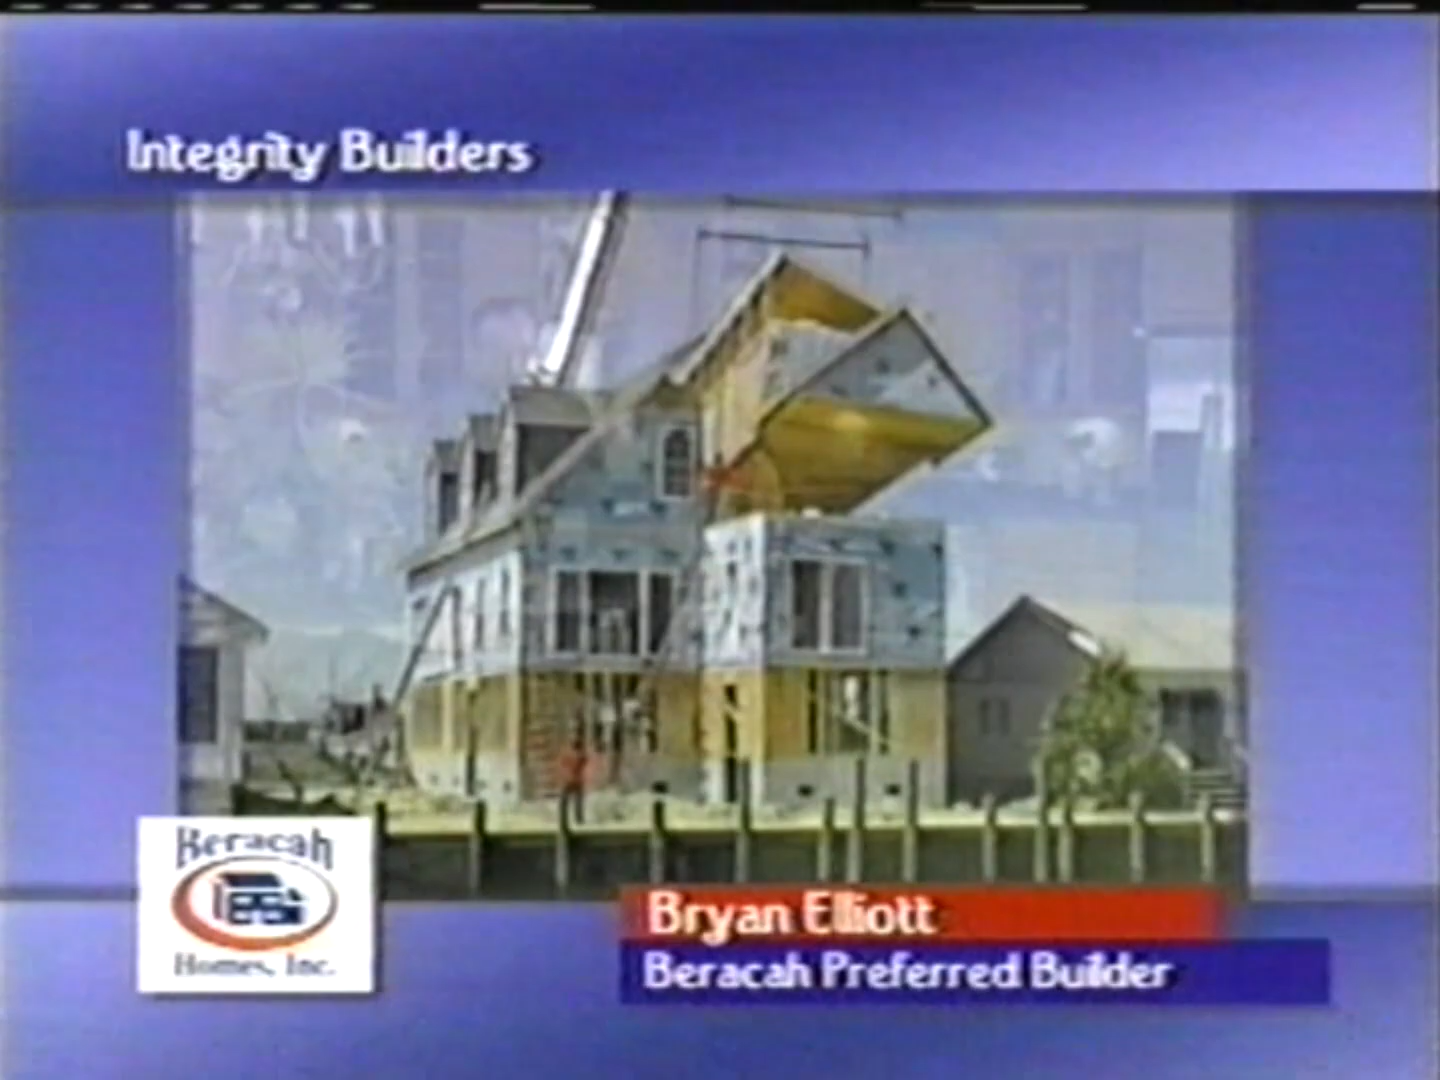 Integrity Builders
Beracah
Homes, Inc.
Bryan Elliott
Beracah Preferred Builder